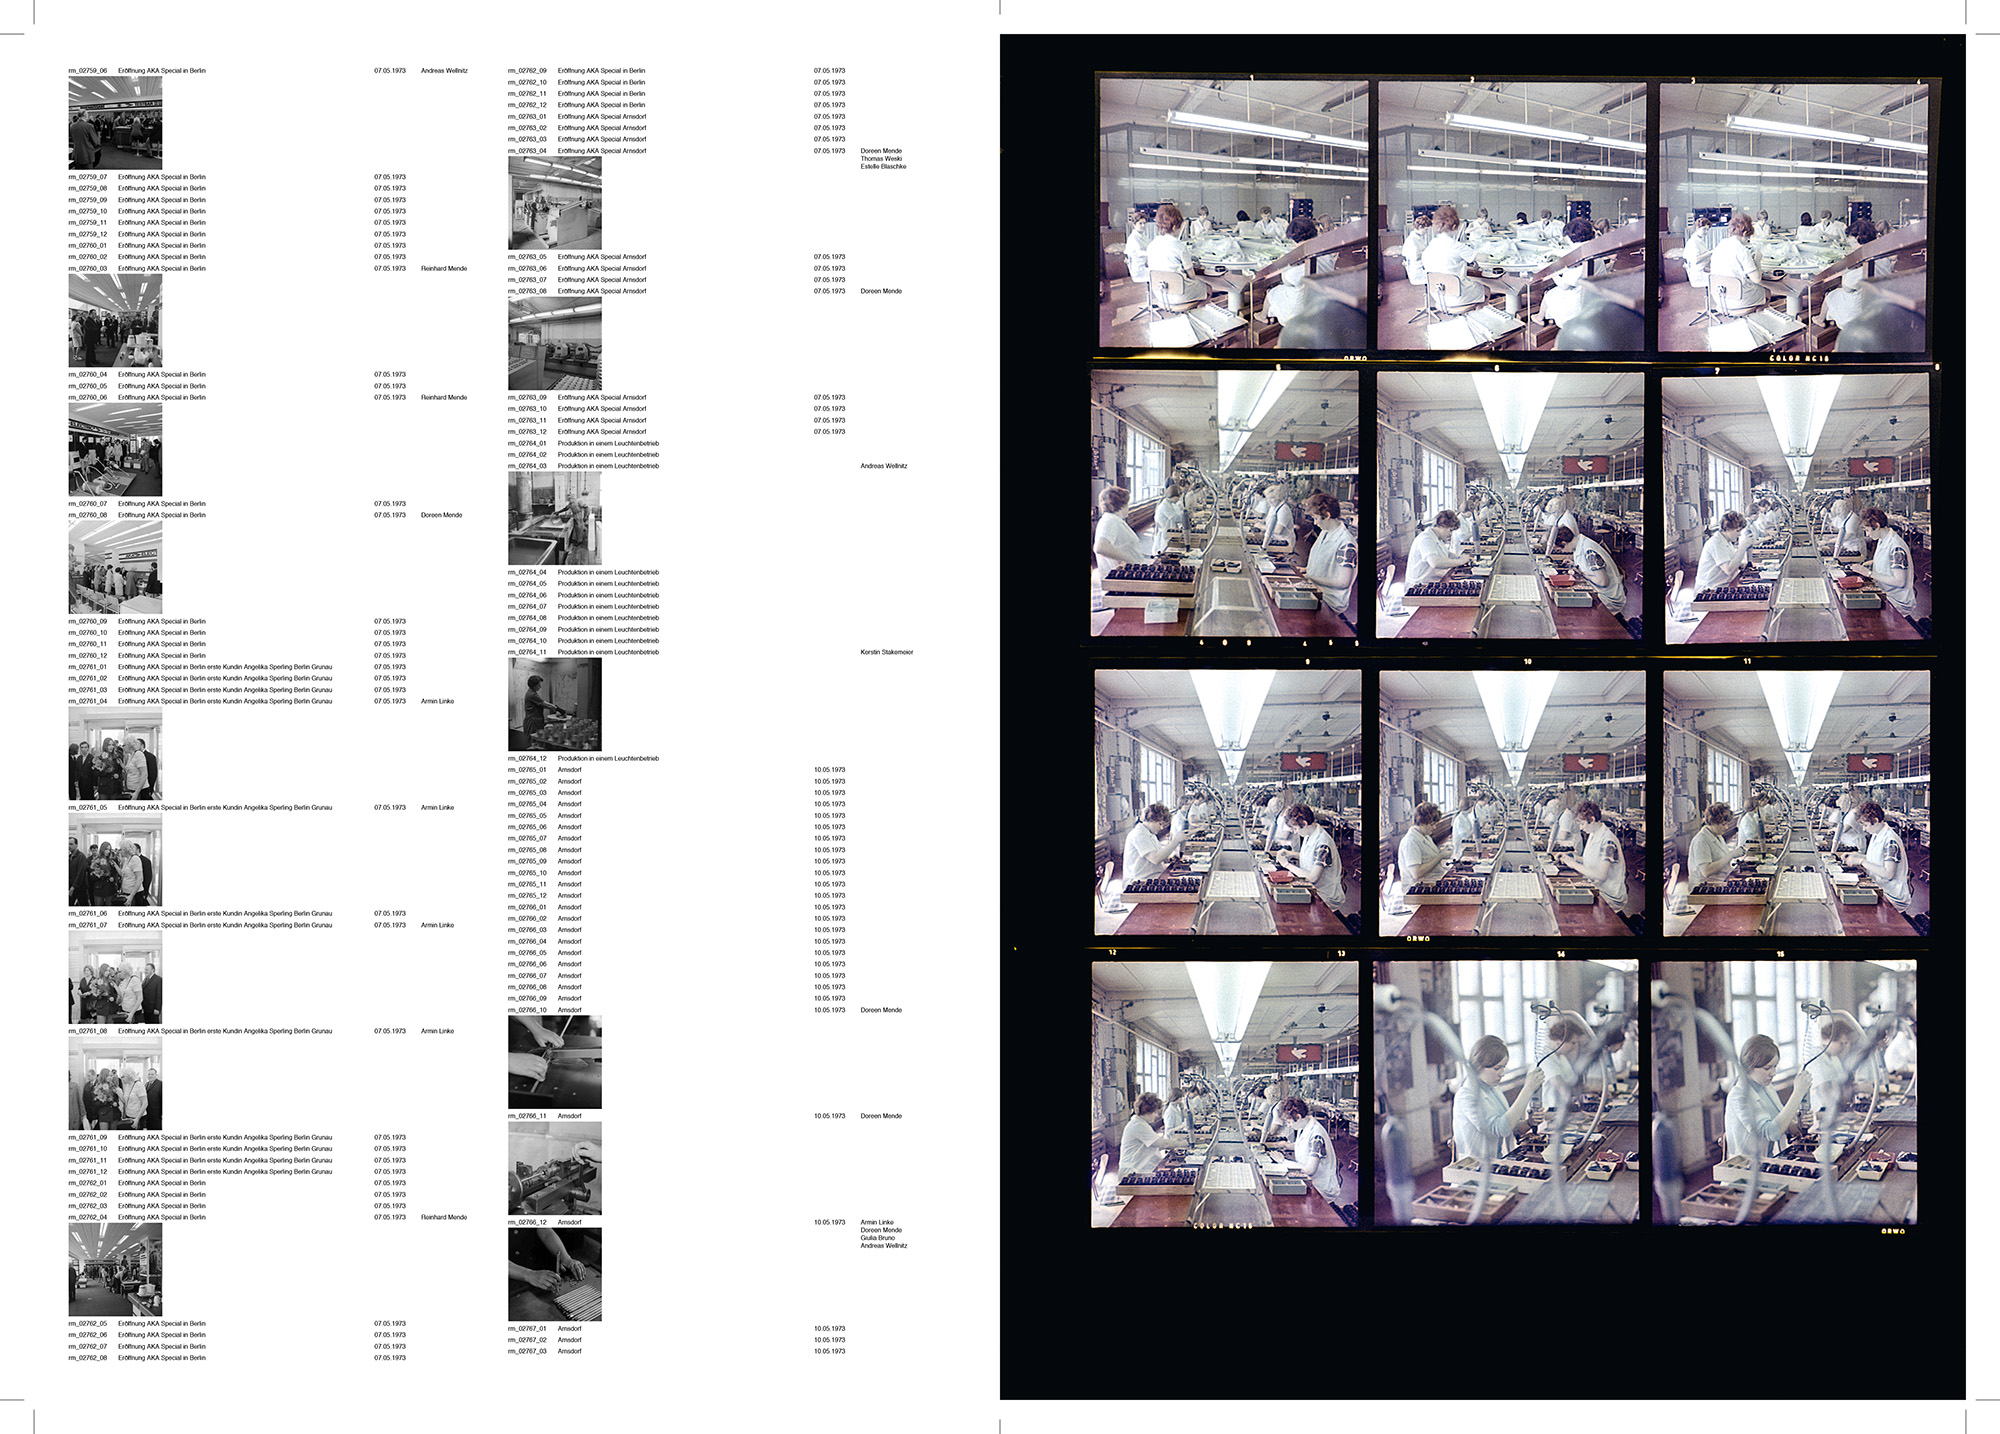 rm_02759_06 Eröffnung AKA Special in Berlin 07.05.1973 Andreas Wellnitz
rm_02759_07 Eröffnung AKA Special in Berlin 07.05.1973
rm_02759_08 Eröffnung AKA Special in Berlin 07.05.1973
rm_02759_09 Eröffnung AKA Special in Berlin 07.05.1973
rm_02759_10 Eröffnung AKA Special in Berlin 07.05.1973
rm_02759_11 Eröffnung AKA Special in Berlin 07.05.1973
rm_02759_12 Eröffnung AKA Special in Berlin 07.05.1973
rm_02760_01 Eröffnung AKA Special in Berlin 07.05.1973
rm_02760_02 Eröffnung AKA Special in Berlin 07.05.1973
rm_02760_03 Eröffnung AKA Special in Berlin 07.05.1973 Reinhard Mende
rm_02760_04 Eröffnung AKA Special in Berlin 07.05.1973
rm_02760_05 Eröffnung AKA Special in Berlin 07.05.1973
rm_02760_06 Eröffnung AKA Special in Berlin 07.05.1973 Reinhard Mende
rm_02760_07 Eröffnung AKA Special in Berlin 07.05.1973
rm_02760_08 Eröffnung AKA Special in Berlin 07.05.1973 Doreen Mende
rm_02760_09 Eröffnung AKA Special in Berlin 07.05.1973
rm_02760_10 Eröffnung AKA Special in Berlin 07.05.1973
rm_02760_11 Eröffnung AKA Special in Berlin 07.05.1973
rm_02760_12 Eröffnung AKA Special in Berlin 07.05.1973
rm_02761_01 Eröffnung AKA Special in Berlin erste Kundin Angelika Sperling Berlin Grunau 07.05.1973
rm_02761_02 Eröffnung AKA Special in Berlin erste Kundin Angelika Sperling Berlin Grunau 07.05.1973
rm_02761_03 Eröffnung AKA Special in Berlin erste Kundin Angelika Sperling Berlin Grunau 07.05.1973
rm_02761_04 Eröffnung AKA Special in Berlin erste Kundin Angelika Sperling Berlin Grunau 07.05.1973 Armin Linke
rm_02761_05 Eröffnung AKA Special in Berlin erste Kundin Angelika Sperling Berlin Grunau 07.05.1973 Armin Linke
rm_02761_06 Eröffnung AKA Special in Berlin erste Kundin Angelika Sperling Berlin Grunau 07.05.1973
rm_02761_07 Eröffnung AKA Special in Berlin erste Kundin Angelika Sperling Berlin Grunau 07.05.1973 Armin Linke
rm_02761_08 Eröffnung AKA Special in Berlin erste Kundin Angelika Sperling Berlin Grunau 07.05.1973 Armin Linke
rm_02761_09 Eröffnung AKA Special in Berlin erste Kundin Angelika Sperling Berlin Grunau 07.05.1973
rm_02761_10 Eröffnung AKA Special in Berlin erste Kundin Angelika Sperling Berlin Grunau 07.05.1973
rm_02761_11 Eröffnung AKA Special in Berlin erste Kundin Angelika Sperling Berlin Grunau 07.05.1973
rm_02761_12 Eröffnung AKA Special in Berlin erste Kundin Angelika Sperling Berlin Grunau 07.05.1973
rm_02762_01 Eröffnung AKA Special in Berlin 07.05.1973
rm_02762_02 Eröffnung AKA Special in Berlin 07.05.1973
rm_02762_03 Eröffnung AKA Special in Berlin 07.05.1973
rm_02762_04 Eröffnung AKA Special in Berlin 07.05.1973 Reinhard Mende
rm_02762_05 Eröffnung AKA Special in Berlin 07.05.1973
rm_02762_06 Eröffnung AKA Special in Berlin 07.05.1973
rm_02762_07 Eröffnung AKA Special in Berlin 07.05.1973
rm_02762_08 Eröffnung AKA Special in Berlin 07.05.1973
rm_02762_09 Eröffnung AKA Special in Berlin 07.05.1973
rm_02762_10 Eröffnung AKA Special in Berlin 07.05.1973
rm_02762_11 Eröffnung AKA Special in Berlin 07.05.1973
rm_02762_12 Eröffnung AKA Special in Berlin 07.05.1973
rm_02763_01 Eröffnung AKA Special Arnsdorf 07.05.1973
rm_02763_02 Eröffnung AKA Special Arnsdorf 07.05.1973
rm_02763_03 Eröffnung AKA Special Arnsdorf 07.05.1973
rm_02763_04 Eröffnung AKA Special Arnsdorf 07.05.1973 Doreen Mende
Thomas Weski
Estelle Blaschke
rm_02763_05 Eröffnung AKA Special Arnsdorf 07.05.1973
rm_02763_06 Eröffnung AKA Special Arnsdorf 07.05.1973
rm_02763_07 Eröffnung AKA Special Arnsdorf 07.05.1973
rm_02763_08 Eröffnung AKA Special Arnsdorf 07.05.1973 Doreen Mende
rm_02763_09 Eröffnung AKA Special Arnsdorf 07.05.1973
rm_02763_10 Eröffnung AKA Special Arnsdorf 07.05.1973
rm_02763_11 Eröffnung AKA Special Arnsdorf 07.05.1973
rm_02763_12 Eröffnung AKA Special Arnsdorf 07.05.1973
rm_02764_01 Produktion in einem Leuchtenbetrieb
rm_02764_02 Produktion in einem Leuchtenbetrieb
rm_02764_03 Produktion in einem Leuchtenbetrieb Andreas Wellnitz
rm_02764_04 Produktion in einem Leuchtenbetrieb
rm_02764_05 Produktion in einem Leuchtenbetrieb
rm_02764_06 Produktion in einem Leuchtenbetrieb
rm_02764_07 Produktion in einem Leuchtenbetrieb
rm_02764_08 Produktion in einem Leuchtenbetrieb
rm_02764_09 Produktion in einem Leuchtenbetrieb
rm_02764_10 Produktion in einem Leuchtenbetrieb
rm_02764_11 Produktion in einem Leuchtenbetrieb Kerstin Stakemeier
rm_02764_12 Produktion in einem Leuchtenbetrieb
rm_02765_01 Arnsdorf 10.05.1973
rm_02765_02 Arnsdorf 10.05.1973
rm_02765_03 Arnsdorf 10.05.1973
rm_02765_04 Arnsdorf 10.05.1973
rm_02765_05 Arnsdorf 10.05.1973
rm_02765_06 Arnsdorf 10.05.1973
rm_02765_07 Arnsdorf 10.05.1973
rm_02765_08 Arnsdorf 10.05.1973
rm_02765_09 Arnsdorf 10.05.1973
rm_02765_10 Arnsdorf 10.05.1973
rm_02765_11 Arnsdorf 10.05.1973
rm_02765_12 Arnsdorf 10.05.1973
rm_02766_01 Arnsdorf 10.05.1973
rm_02766_02 Arnsdorf 10.05.1973
rm_02766_03 Arnsdorf 10.05.1973
rm_02766_04 Arnsdorf 10.05.1973
rm_02766_05 Arnsdorf 10.05.1973
rm_02766_06 Arnsdorf 10.05.1973
rm_02766_07 Arnsdorf 10.05.1973
rm_02766_08 Arnsdorf 10.05.1973
rm_02766_09 Arnsdorf 10.05.1973
rm_02766_10 Arnsdorf 10.05.1973 Doreen Mende
rm_02766_11 Arnsdorf 10.05.1973 Doreen Mende
rm_02766_12 Arnsdorf 10.05.1973 Armin Linke
Doreen Mende
Giulia Bruno
Andreas Wellnitz
rm_02767_01 Arnsdorf 10.05.1973
rm_02767_02 Arnsdorf 10.05.1973
rm_02767_03 Arnsdorf 10.05.1973
1 2 3 4
ORWO COLOR NC16
5 6 7 8
9 10 11
ORWO
12 13 14 15
COLOR NC16 ORWO